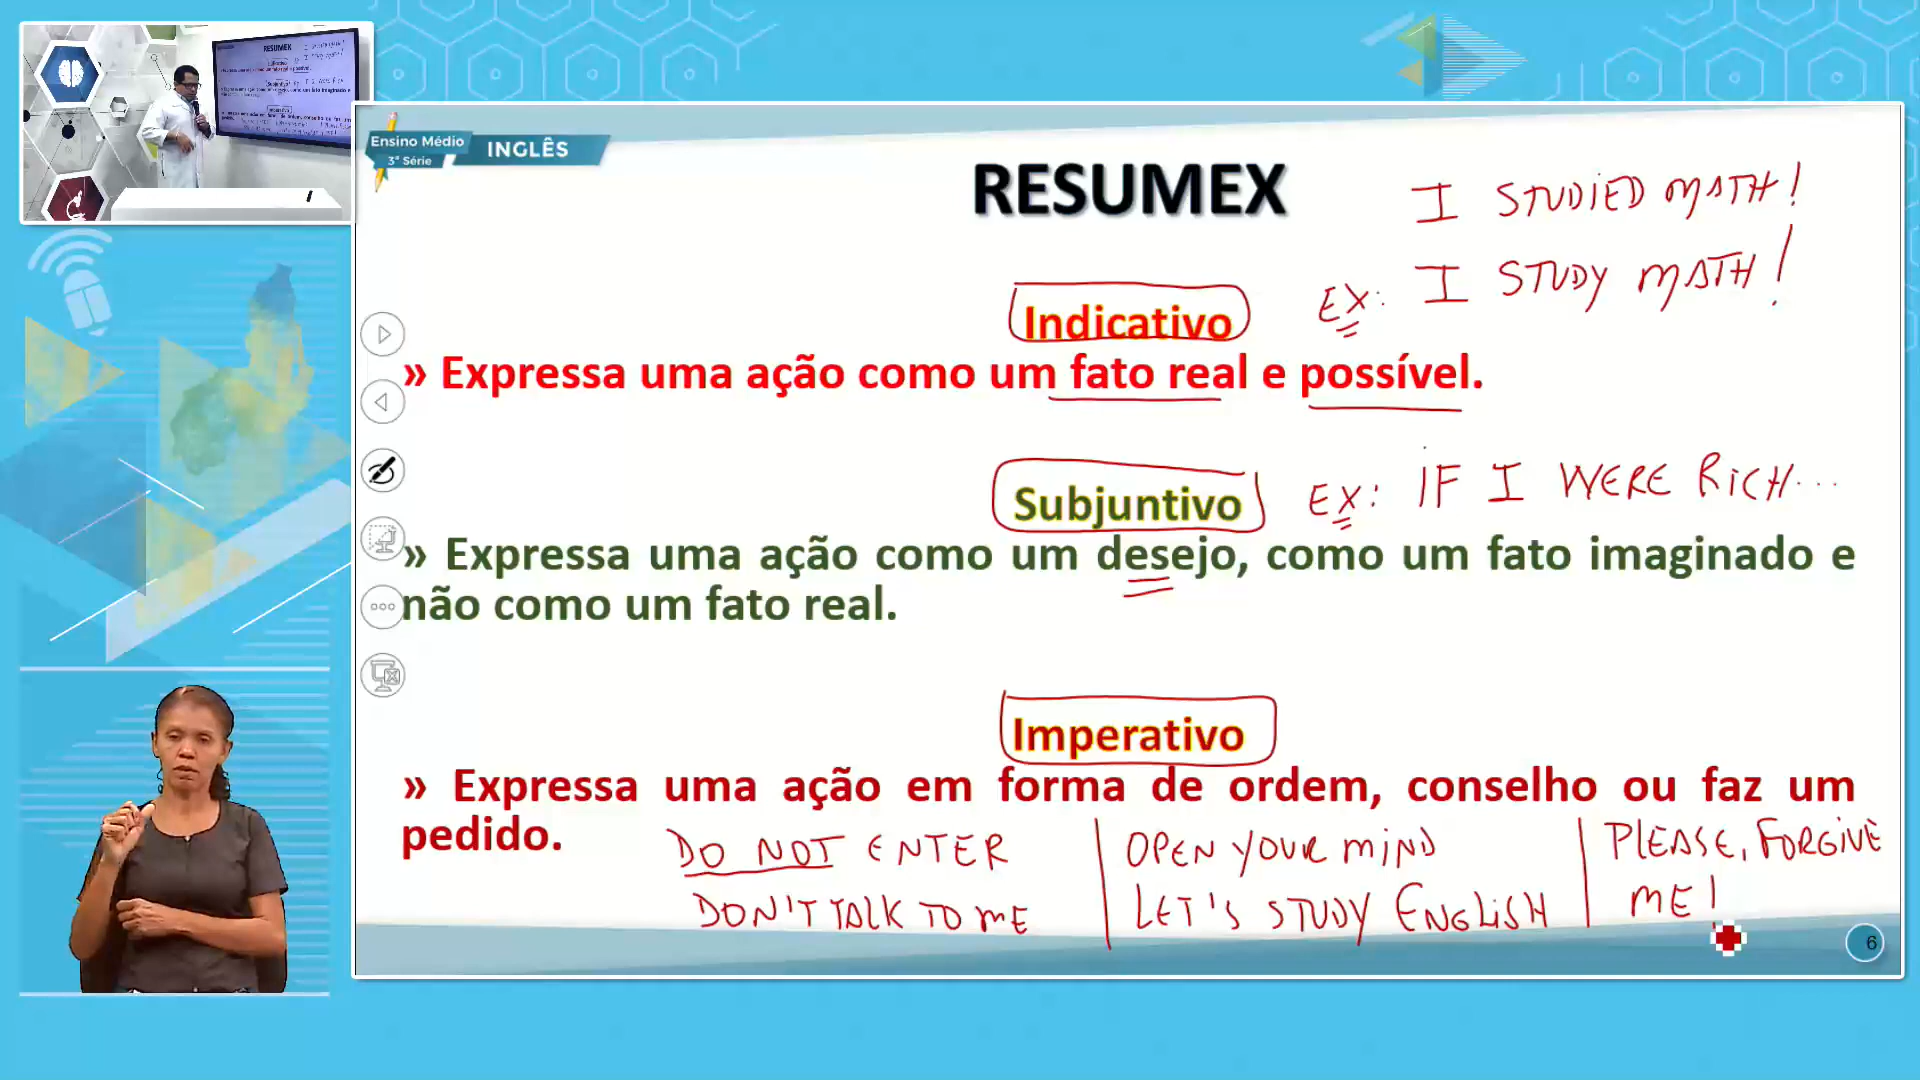 Ensino Médio
3ª Série
INGLÊS
RESUMEX
I STUDIED MATH!
EX: I STUDY MATH!
Indicativo
» Expressa uma ação como um fato real e possível.
Subjuntivo
EX: IF I WERE RICH...
» Expressa uma ação como um desejo, como um fato imaginado e
não como um fato real.
Imperativo
» Expressa uma ação em forma de ordem, conselho ou faz um
pedido.
DO NOT ENTER
DON'T TALK TO ME
OPEN YOUR MIND
LET'S STUDY ENGLISH
PLEASE, FORGIVE
ME!
6